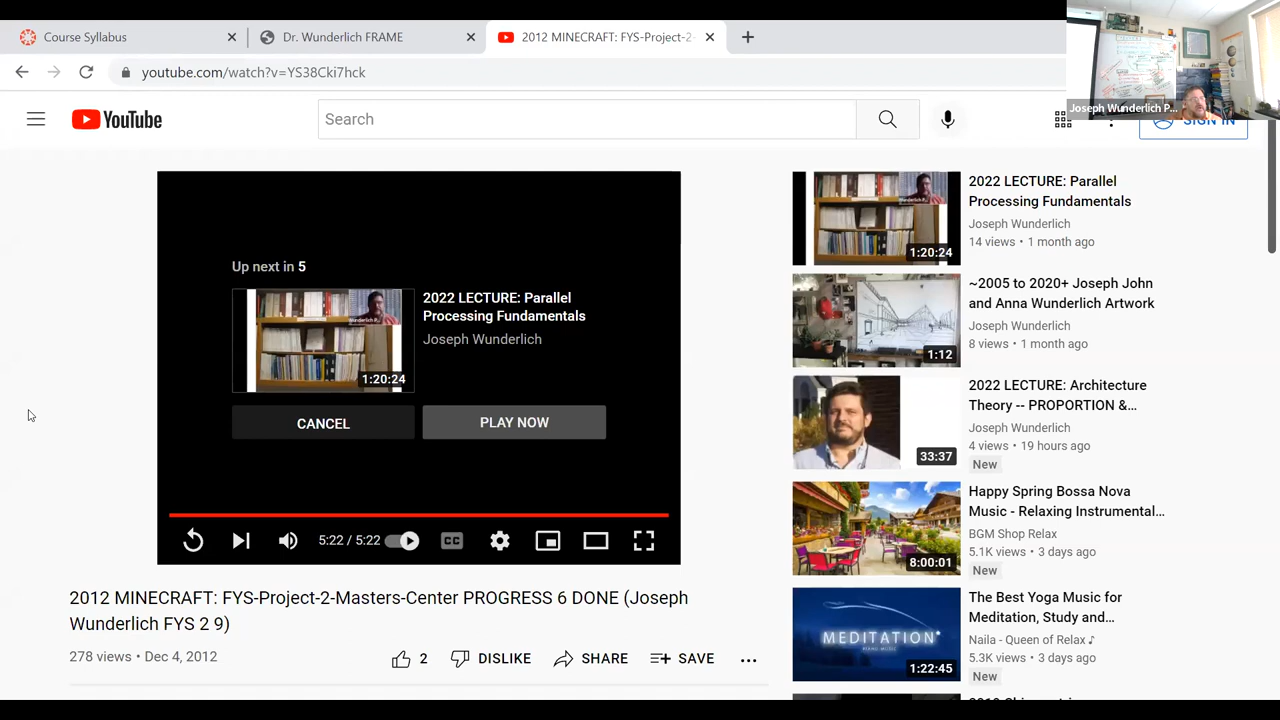 Course Syllabus
Dr. Wunderlich FRAME
2012 MINECRAFT: FYS-Project-2-
youtube.com/watch?v=YS38Cki7hck
Joseph Wunderlich P...
YouTube
Search
SIGN IN
Up next in 5
1:20:24
2022 LECTURE: Parallel
Processing Fundamentals
Joseph Wunderlich
CANCEL
PLAY NOW
5:22 / 5:22
CC
2012 MINECRAFT: FYS-Project-2-Masters-Center PROGRESS 6 DONE (Joseph
Wunderlich FYS 2 9)
278 views • Dec 4, 2012
2
DISLIKE
SHARE
SAVE
1:20:24
2022 LECTURE: Parallel
Processing Fundamentals
Joseph Wunderlich
14 views • 1 month ago
1:12
~2005 to 2020+ Joseph John
and Anna Wunderlich Artwork
Joseph Wunderlich
8 views • 1 month ago
33:37
2022 LECTURE: Architecture
Theory -- PROPORTION &...
Joseph Wunderlich
4 views • 19 hours ago
New
8:00:01
Happy Spring Bossa Nova
Music - Relaxing Instrumental...
BGM Shop Relax
5.1K views • 3 days ago
New
MEDITATION
PIANO MUSIC
1:22:45
The Best Yoga Music for
Meditation, Study and...
Naila - Queen of Relax ♪
5.3K views • 3 days ago
New